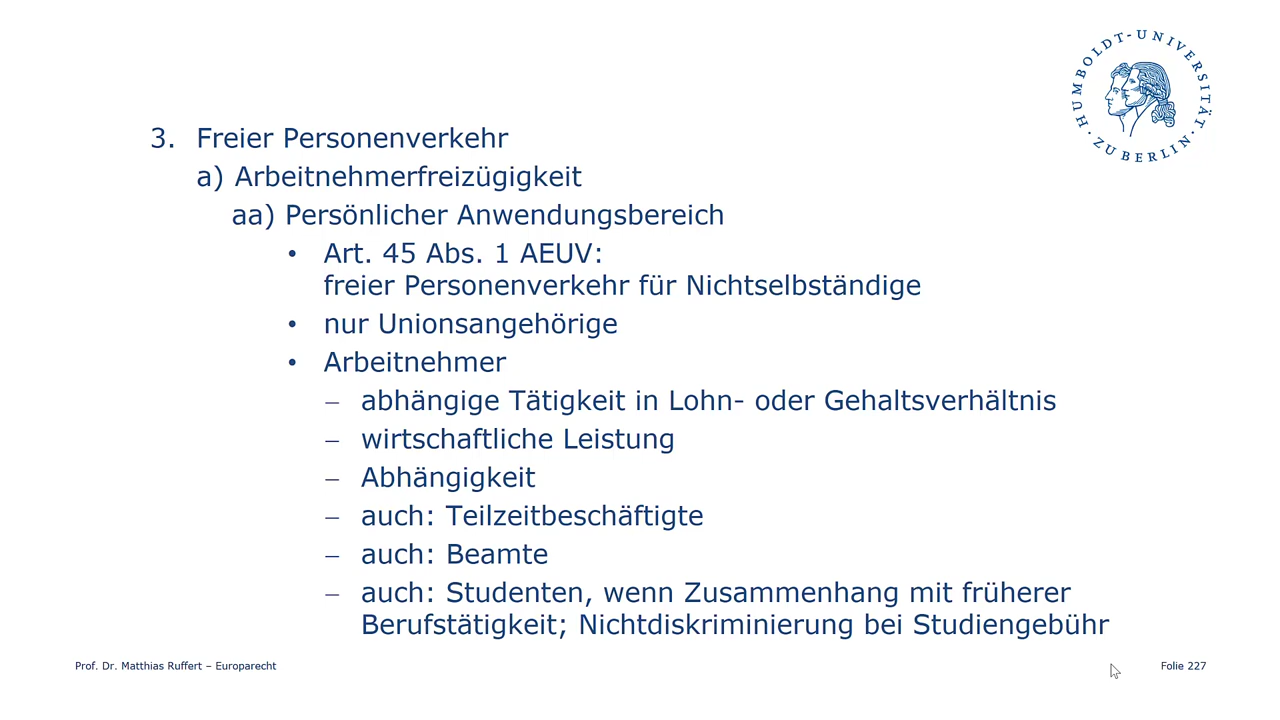 HUMBOLDT-UNIVERSITÄT · ZU BERLIN ·
3. Freier Personenverkehr
a) Arbeitnehmerfreizügigkeit
aa) Persönlicher Anwendungsbereich
• Art. 45 Abs. 1 AEUV:
freier Personenverkehr für Nichtselbständige
• nur Unionsangehörige
• Arbeitnehmer
– abhängige Tätigkeit in Lohn- oder Gehaltsverhältnis
– wirtschaftliche Leistung
– Abhängigkeit
– auch: Teilzeitbeschäftigte
– auch: Beamte
– auch: Studenten, wenn Zusammenhang mit früherer
Berufstätigkeit; Nichtdiskriminierung bei Studiengebühr
Prof. Dr. Matthias Ruffert – Europarecht
Folie 227